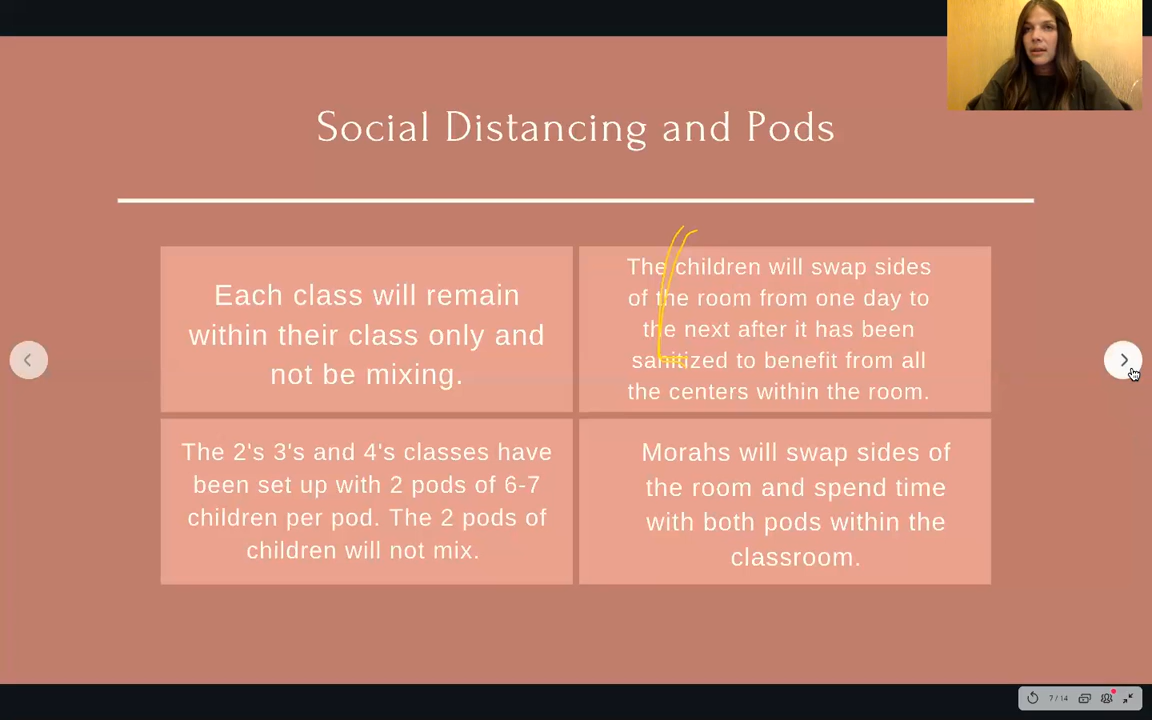 Social Distancing and Pods
Each class will remain
within their class only and
not be mixing.
The children will swap sides
of the room from one day to
the next after it has been
sanitized to benefit from all
the centers within the room.
The 2's 3's and 4's classes have
been set up with 2 pods of 6-7
children per pod. The 2 pods of
children will not mix.
Morahs will swap sides of
the room and spend time
with both pods within the
classroom.
7/14